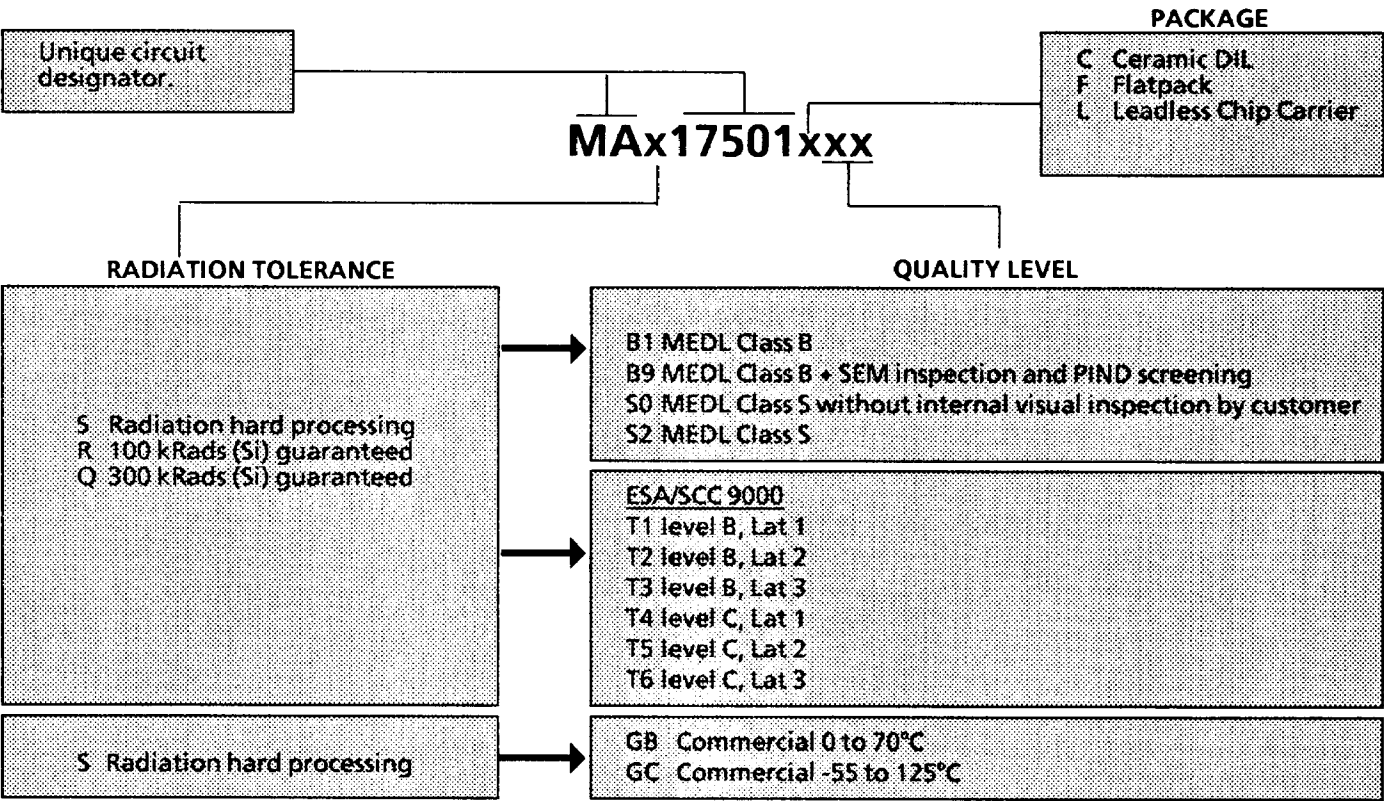 PACKAGE
Unique circuit
designator.
C Ceramic DIL
F Flatpack
L Leadless Chip Carrier
MAx17501xxx
RADIATION TOLERANCE
QUALITY LEVEL
S Radiation hard processing
R 100 kRads (Si) guaranteed
Q 300 kRads (Si) guaranteed
B1 MEDL Class B
B9 MEDL Class B + SEM inspection and PIND screening
S0 MEDL Class S without internal visual inspection by customer
S2 MEDL Class S
ESA/SCC 9000
T1 level B, Lat 1
T2 level B, Lat 2
T3 level B, Lat 3
T4 level C, Lat 1
T5 level C, Lat 2
T6 level C, Lat 3
S Radiation hard processing
GB Commercial 0 to 70°C
GC Commercial -55 to 125°C